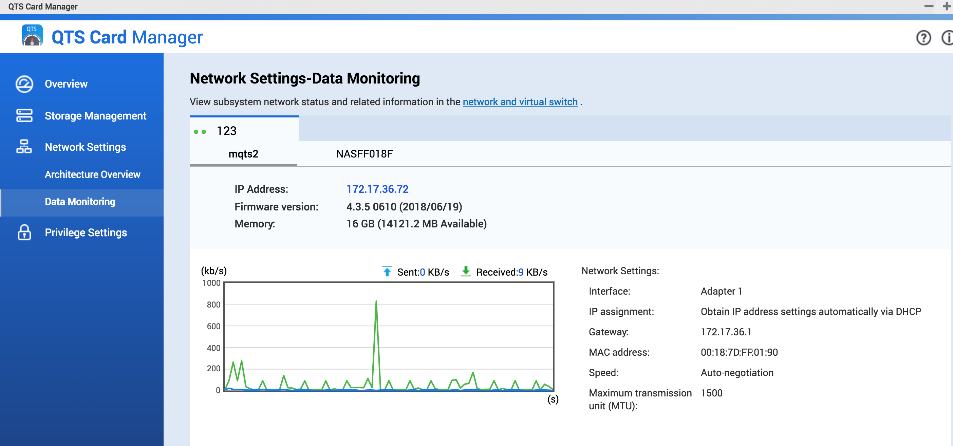 QTS Card Manager
QTS
QTS Card Manager
Overview
Storage Management
Network Settings
Architecture Overview
Data Monitoring
Privilege Settings
Network Settings-Data Monitoring
View subsystem network status and related information in the network and virtual switch .
123
mqts2
NASFF018F
IP Address: 172.17.36.72
Firmware version: 4.3.5 0610 (2018/06/19)
Memory: 16 GB (14121.2 MB Available)
(kb/s)
Sent:0 KB/s Received:9 KB/s
1000
800
600
400
200
0
(s)
Network Settings:
Interface: Adapter 1
IP assignment: Obtain IP address settings automatically via DHCP
Gateway: 172.17.36.1
MAC address: 00:18:7D:FF:01:90
Speed: Auto-negotiation
Maximum transmission 1500
unit (MTU):